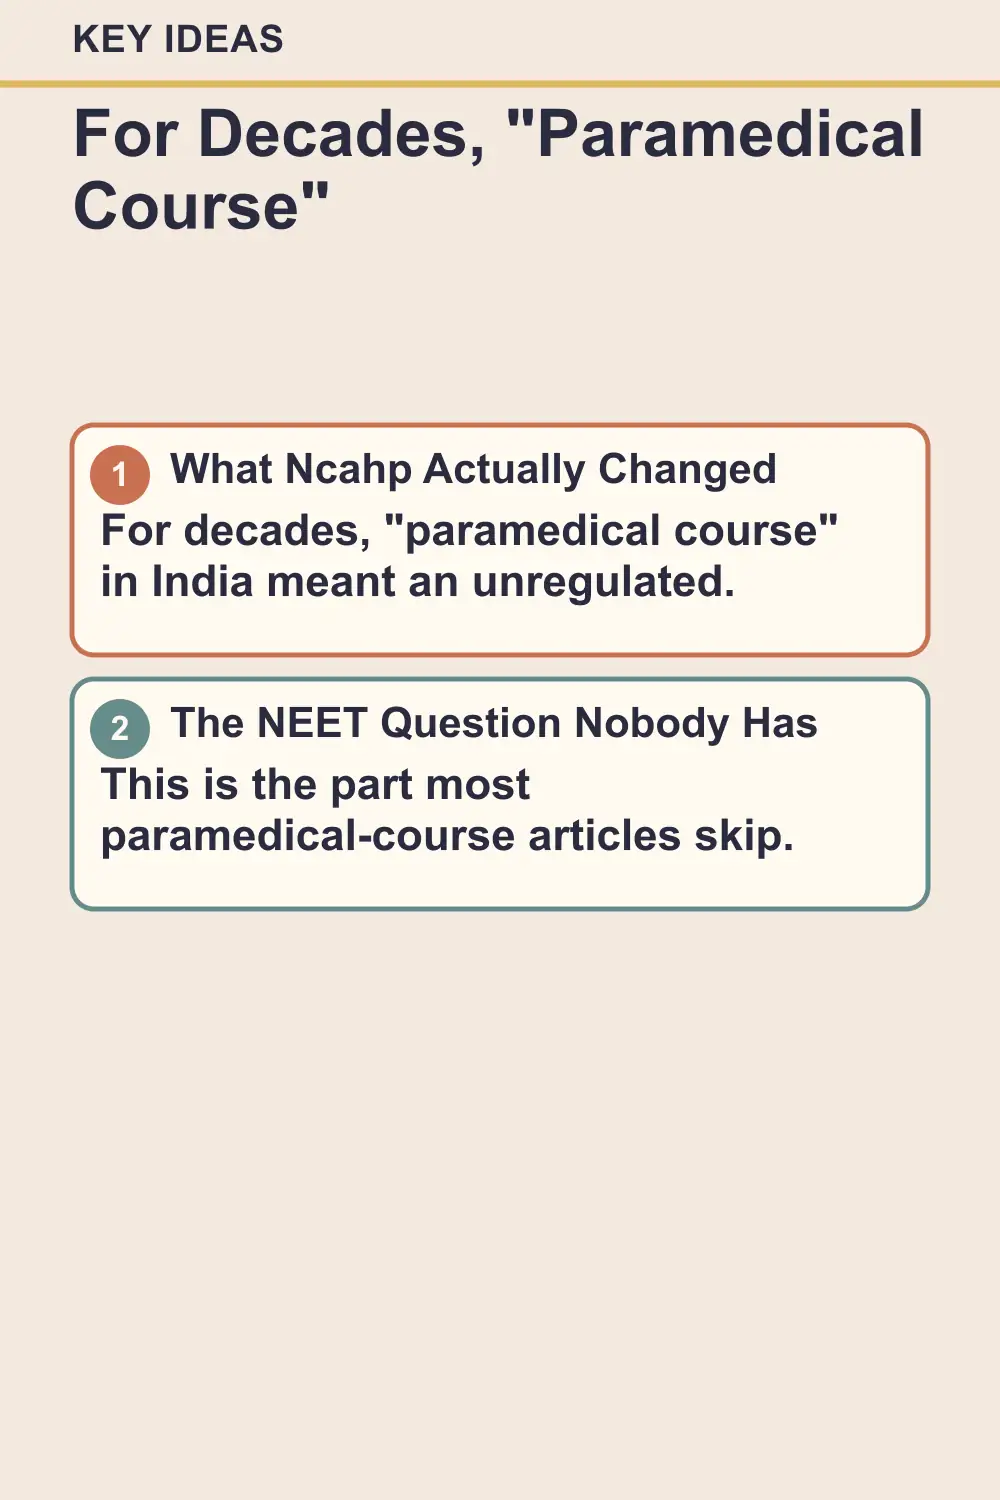 KEY IDEAS
For Decades, "Paramedical
Course"
1 What Ncahp Actually Changed
For decades, "paramedical course"
in India meant an unregulated.
2 The NEET Question Nobody Has
This is the part most
paramedical-course articles skip.